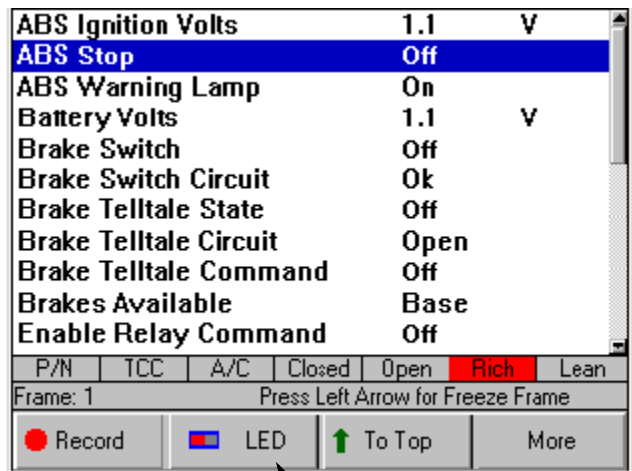 ABS Ignition Volts 1.1 V
ABS Stop Off
ABS Warning Lamp On
Battery Volts 1.1 V
Brake Switch Off
Brake Switch Circuit Ok
Brake Telltale State Off
Brake Telltale Circuit Open
Brake Telltale Command Off
Brakes Available Base
Enable Relay Command Off
P/N TCC A/C Closed Open Rich Lean
Frame: 1 Press Left Arrow for Freeze Frame
Record LED To Top More